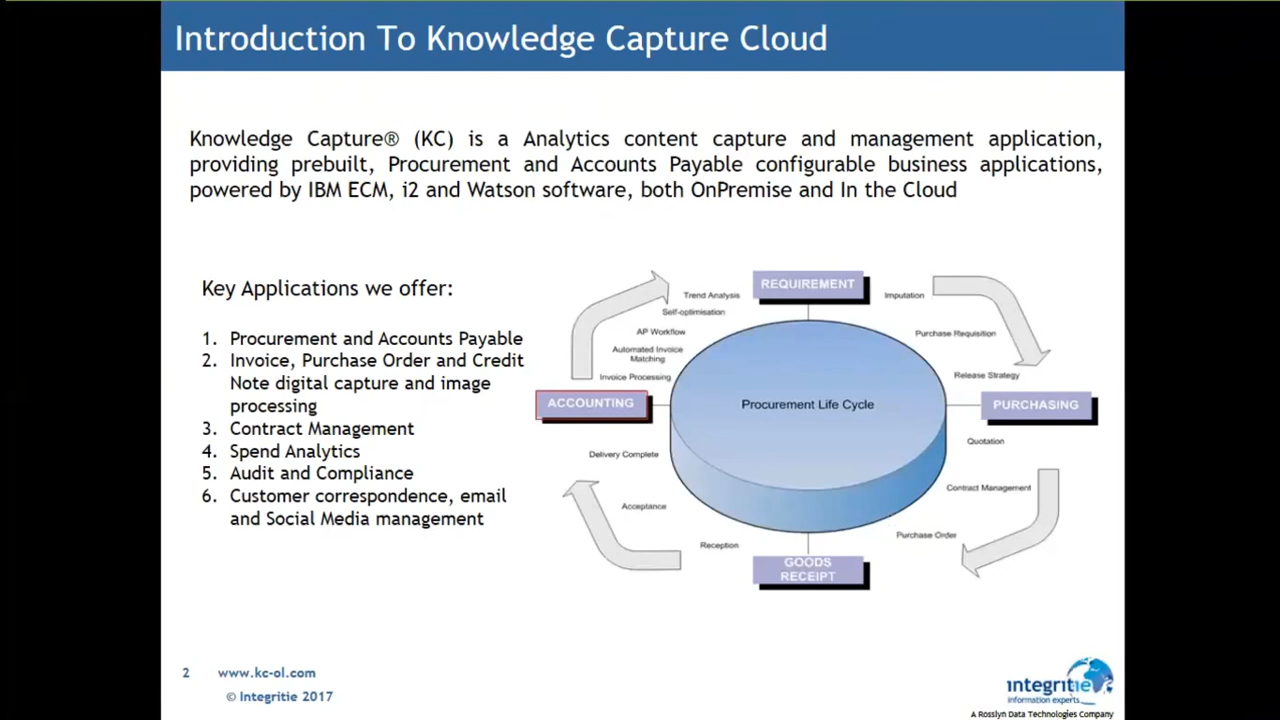 Introduction To Knowledge Capture Cloud
Knowledge Capture® (KC) is a Analytics content capture and management application,
providing prebuilt, Procurement and Accounts Payable configurable business applications,
powered by IBM ECM, i2 and Watson software, both OnPremise and In the Cloud
Key Applications we offer:
1. Procurement and Accounts Payable
2. Invoice, Purchase Order and Credit
Note digital capture and image
processing
3. Contract Management
4. Spend Analytics
5. Audit and Compliance
6. Customer correspondence, email
and Social Media management
REQUIREMENT
Imputation
Purchase Requisition
Release Strategy
PURCHASING
Quotation
Contract Management
Purchase Order
GOODS
RECEIPT
Reception
Acceptance
Delivery Complete
ACCOUNTING
Invoice Processing
Automated Invoice
Matching
AP Workflow
Self-optimisation
Trend Analysis
Procurement Life Cycle
2 www.kc-ol.com
© Integritie 2017
integritie
information experts
A Rosslyn Data Technologies Company